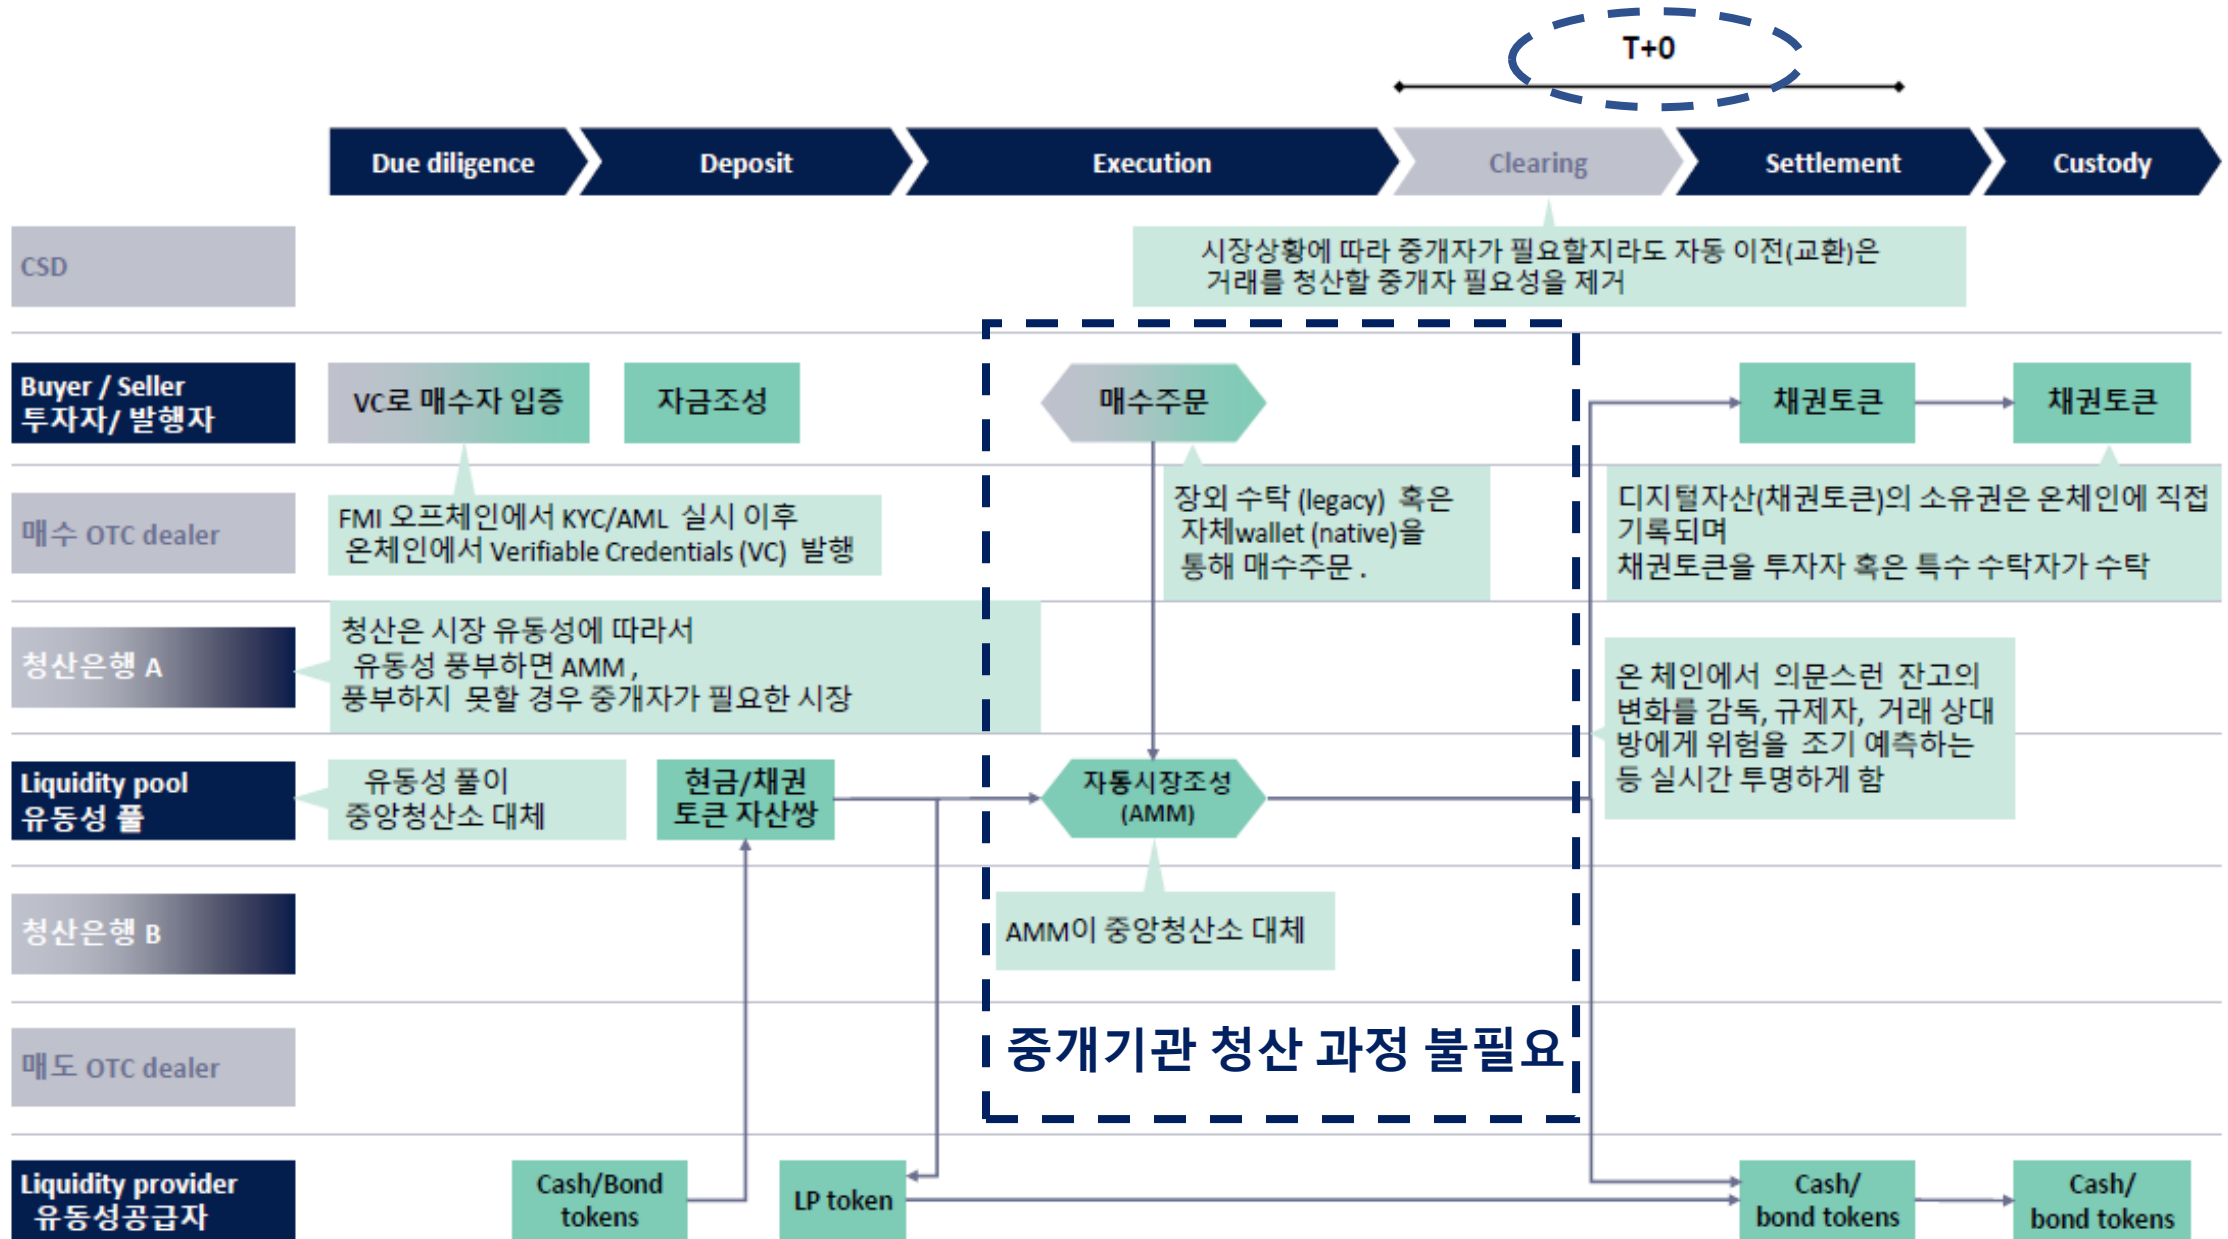 T+0
Due diligence
Deposit
Execution
Clearing
Settlement
Custody
CSD
시장상황에 따라 중개자가 필요할지라도 자동 이전(교환)은
거래를 청산할 중개자 필요성을 제거
Buyer / Seller
투자자/ 발행자
VC로 매수자 입증
자금조성
매수주문
채권토큰
채권토큰
매수 OTC dealer
FMI 오프체인에서 KYC/AML 실시 이후
온체인에서 Verifiable Credentials (VC) 발행
장외 수탁 (legacy) 혹은
자체wallet (native)을
통해 매수주문 .
디지털자산(채권토큰)의 소유권은 온체인에 직접
기록되며
채권토큰을 투자자 혹은 특수 수탁자가 수탁
청산은행 A
청산은 시장 유동성에 따라서
유동성 풍부하면 AMM ,
풍부하지 못할 경우 중개자가 필요한 시장
온 체인에서 의문스런 잔고의
변화를 감독, 규제자, 거래 상대
방에게 위험을 조기 예측하는
등 실시간 투명하게 함
Liquidity pool
유동성 풀
유동성 풀이
중앙청산소 대체
현금/채권
토큰 자산쌍
자동시장조성
(AMM)
청산은행 B
AMM이 중앙청산소 대체
매도 OTC dealer
중개기관 청산 과정 불필요
Liquidity provider
유동성공급자
Cash/Bond
tokens
LP token
Cash/
bond tokens
Cash/
bond tokens